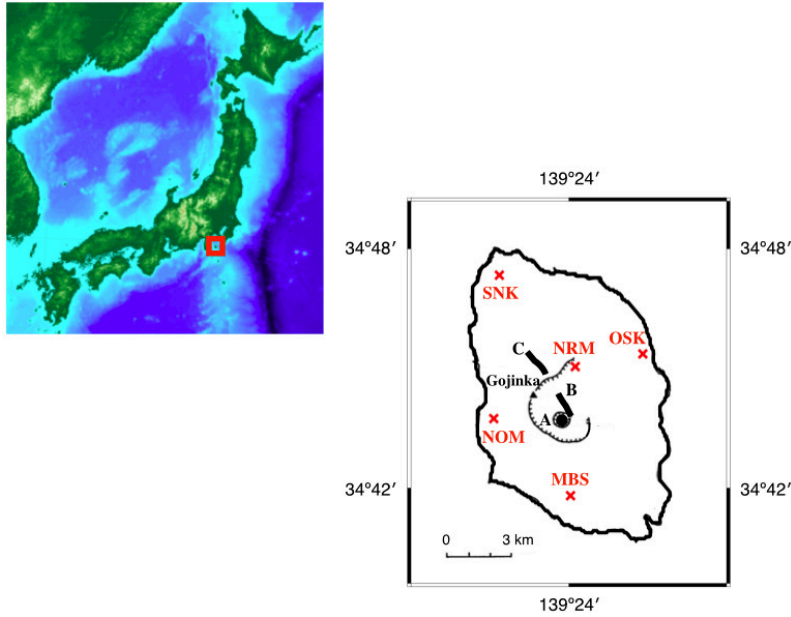 139°24′
34°48′
34°48′
SNK
OSK
C
NRM
Gojinka
B
A
NOM
MBS
34°42′
34°42′
0 3 km
139°24′